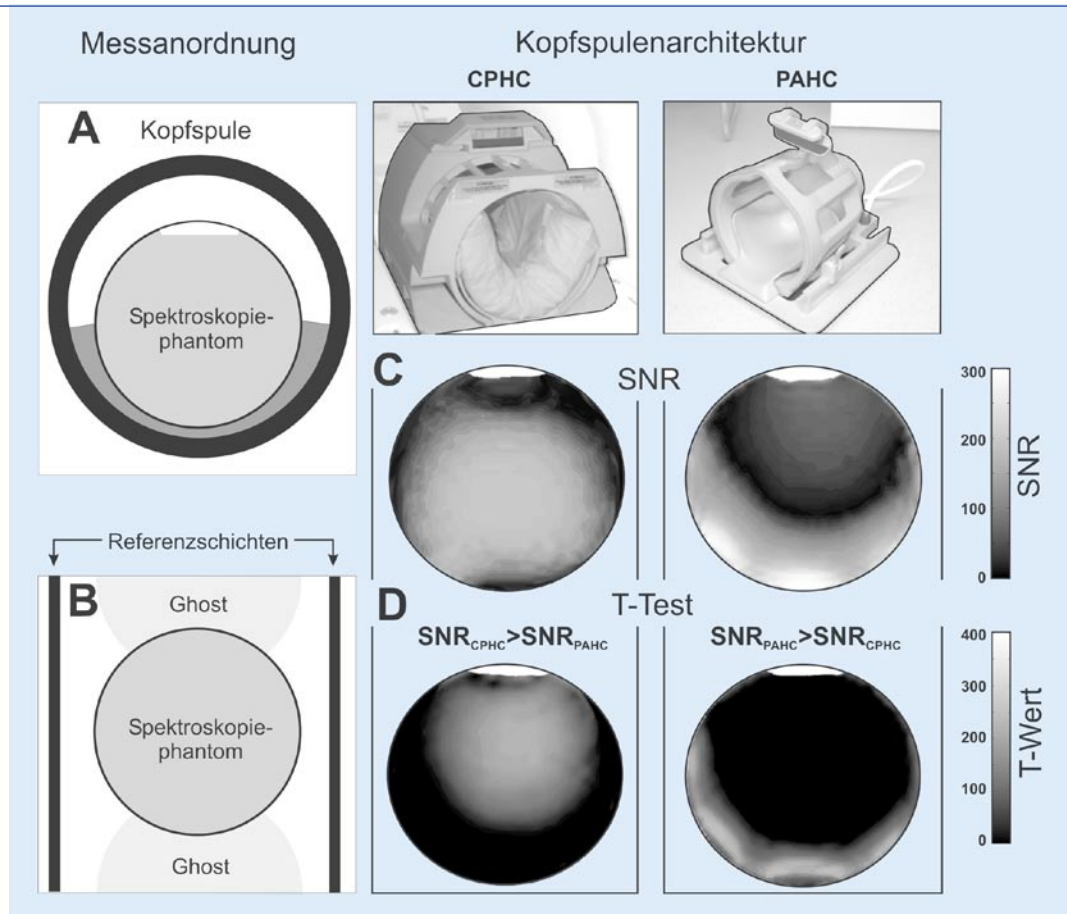 Messanordnung
Kopfspulenarchitektur
CPHC
PAHC
A
Kopfspule
Spektroskopie-
phantom
C
SNR
300
200
100
0
SNR
Referenzschichten
B
Ghost
Spektroskopie-
phantom
Ghost
D
T-Test
SNRCPHC>SNRPAHC
SNRPAHC>SNRCPHC
400
300
200
100
0
T-Wert